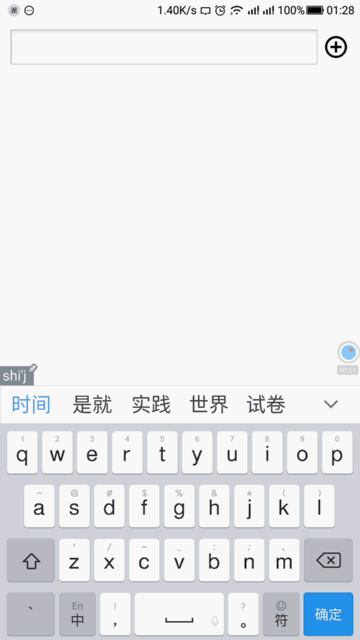 1.40K/s 100% 01:28
00:01
shi'j
时间 是就 实践 世界 试卷
1 2 3 4 5 6 7 8 9 0
q w e r t y u i o p
~ @ # $ % & * ( )
a s d f g h j k l
' / - _ : ; 、
z x c v b n m
En ! ?
、 中 , 。 符 确定